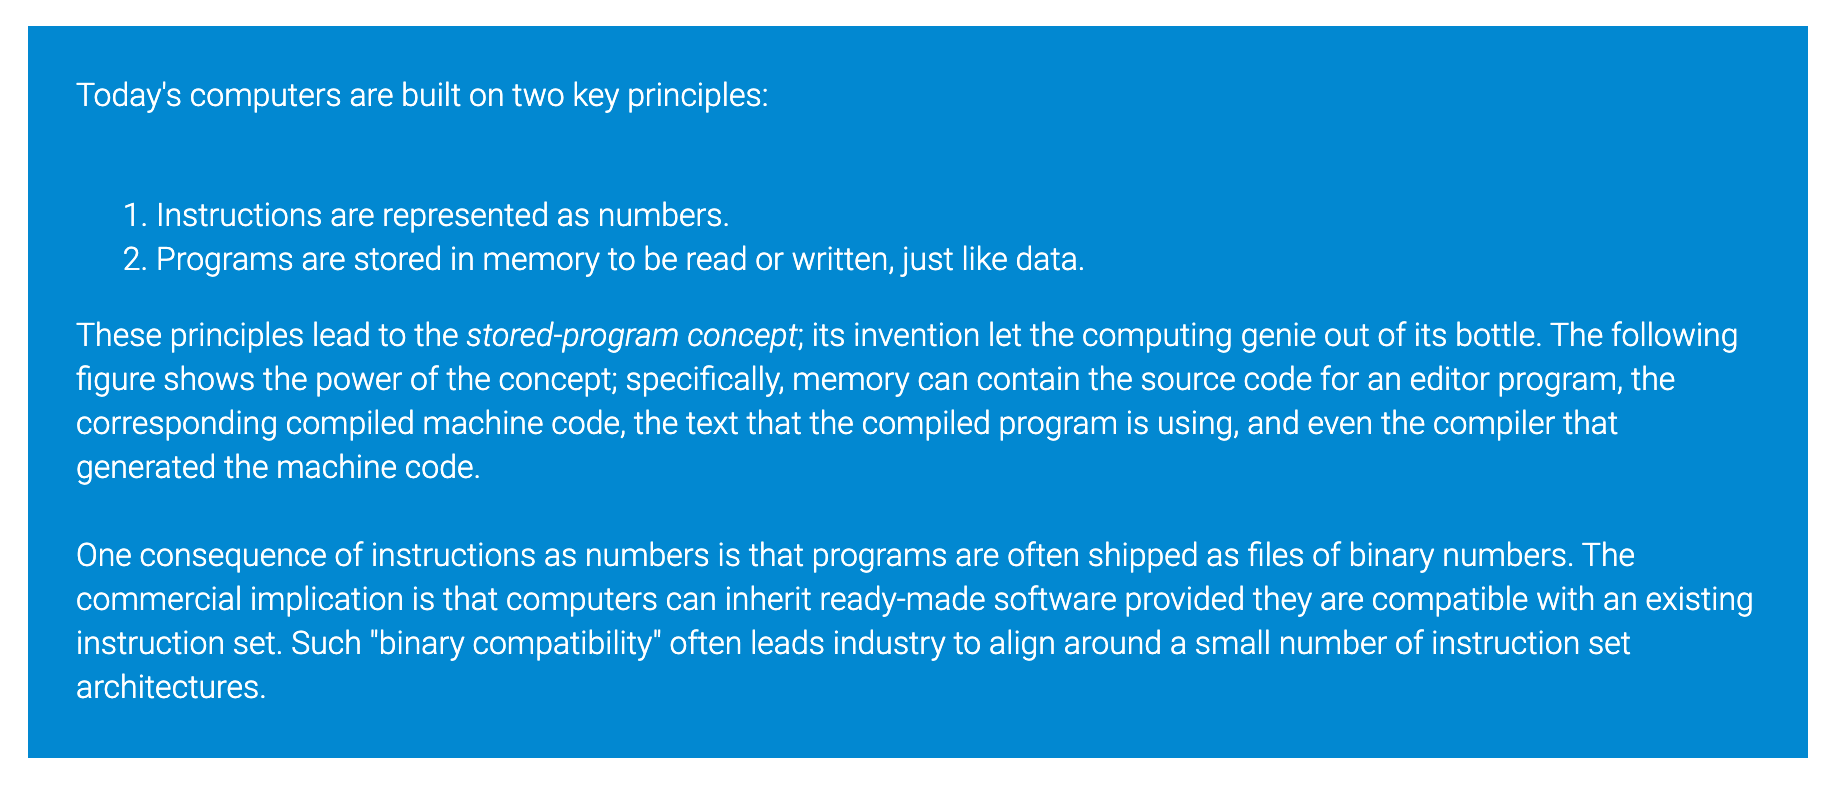 Today's computers are built on two key principles:
1. Instructions are represented as numbers.
2. Programs are stored in memory to be read or written, just like data.
These principles lead to the stored-program concept; its invention let the computing genie out of its bottle. The following
figure shows the power of the concept; specifically, memory can contain the source code for an editor program, the
corresponding compiled machine code, the text that the compiled program is using, and even the compiler that
generated the machine code.
One consequence of instructions as numbers is that programs are often shipped as files of binary numbers. The
commercial implication is that computers can inherit ready-made software provided they are compatible with an existing
instruction set. Such "binary compatibility" often leads industry to align around a small number of instruction set
architectures.